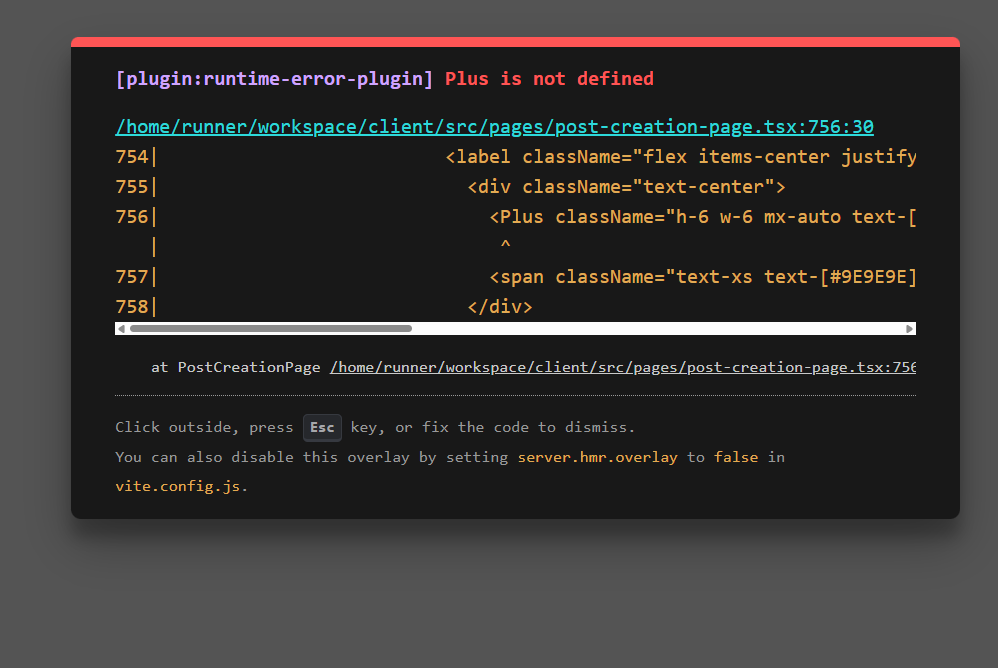 [plugin:runtime-error-plugin] Plus is not defined
/home/runner/workspace/client/src/pages/post-creation-page.tsx:756:30
754|                          <label className="flex items-center justify
755|                            <div className="text-center">
756|                              <Plus className="h-6 w-6 mx-auto text-[
   |                               ^
757|                              <span className="text-xs text-[#9E9E9E]
758|                            </div>
at PostCreationPage /home/runner/workspace/client/src/pages/post-creation-page.tsx:756
Click outside, press Esc key, or fix the code to dismiss.
You can also disable this overlay by setting server.hmr.overlay to false in
vite.config.js.